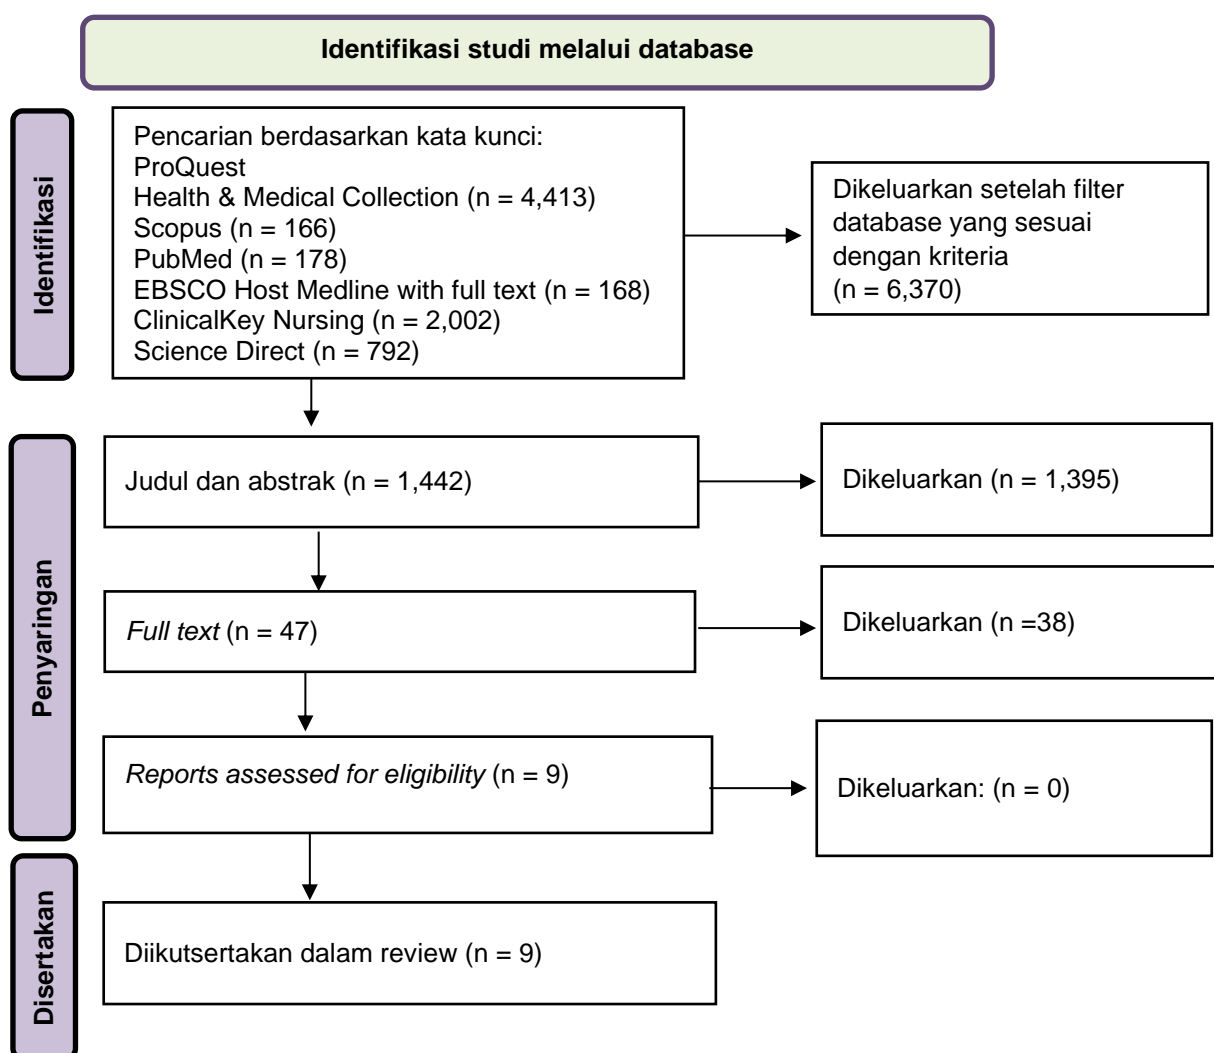 Identifikasi studi melalui database
Identifikasi
Pencarian berdasarkan kata kunci:
ProQuest
Health & Medical Collection (n = 4,413)
Scopus (n = 166)
PubMed (n = 178)
EBSCO Host Medline with full text (n = 168)
ClinicalKey Nursing (n = 2,002)
Science Direct (n = 792)
Dikeluarkan setelah filter
database yang sesuai
dengan kriteria
(n = 6,370)
Penyaringan
Judul dan abstrak (n = 1,442)
Dikeluarkan (n = 1,395)
Full text (n = 47)
Dikeluarkan (n =38)
Reports assessed for eligibility (n = 9)
Dikeluarkan: (n = 0)
Disertakan
Diikutsertakan dalam review (n = 9)